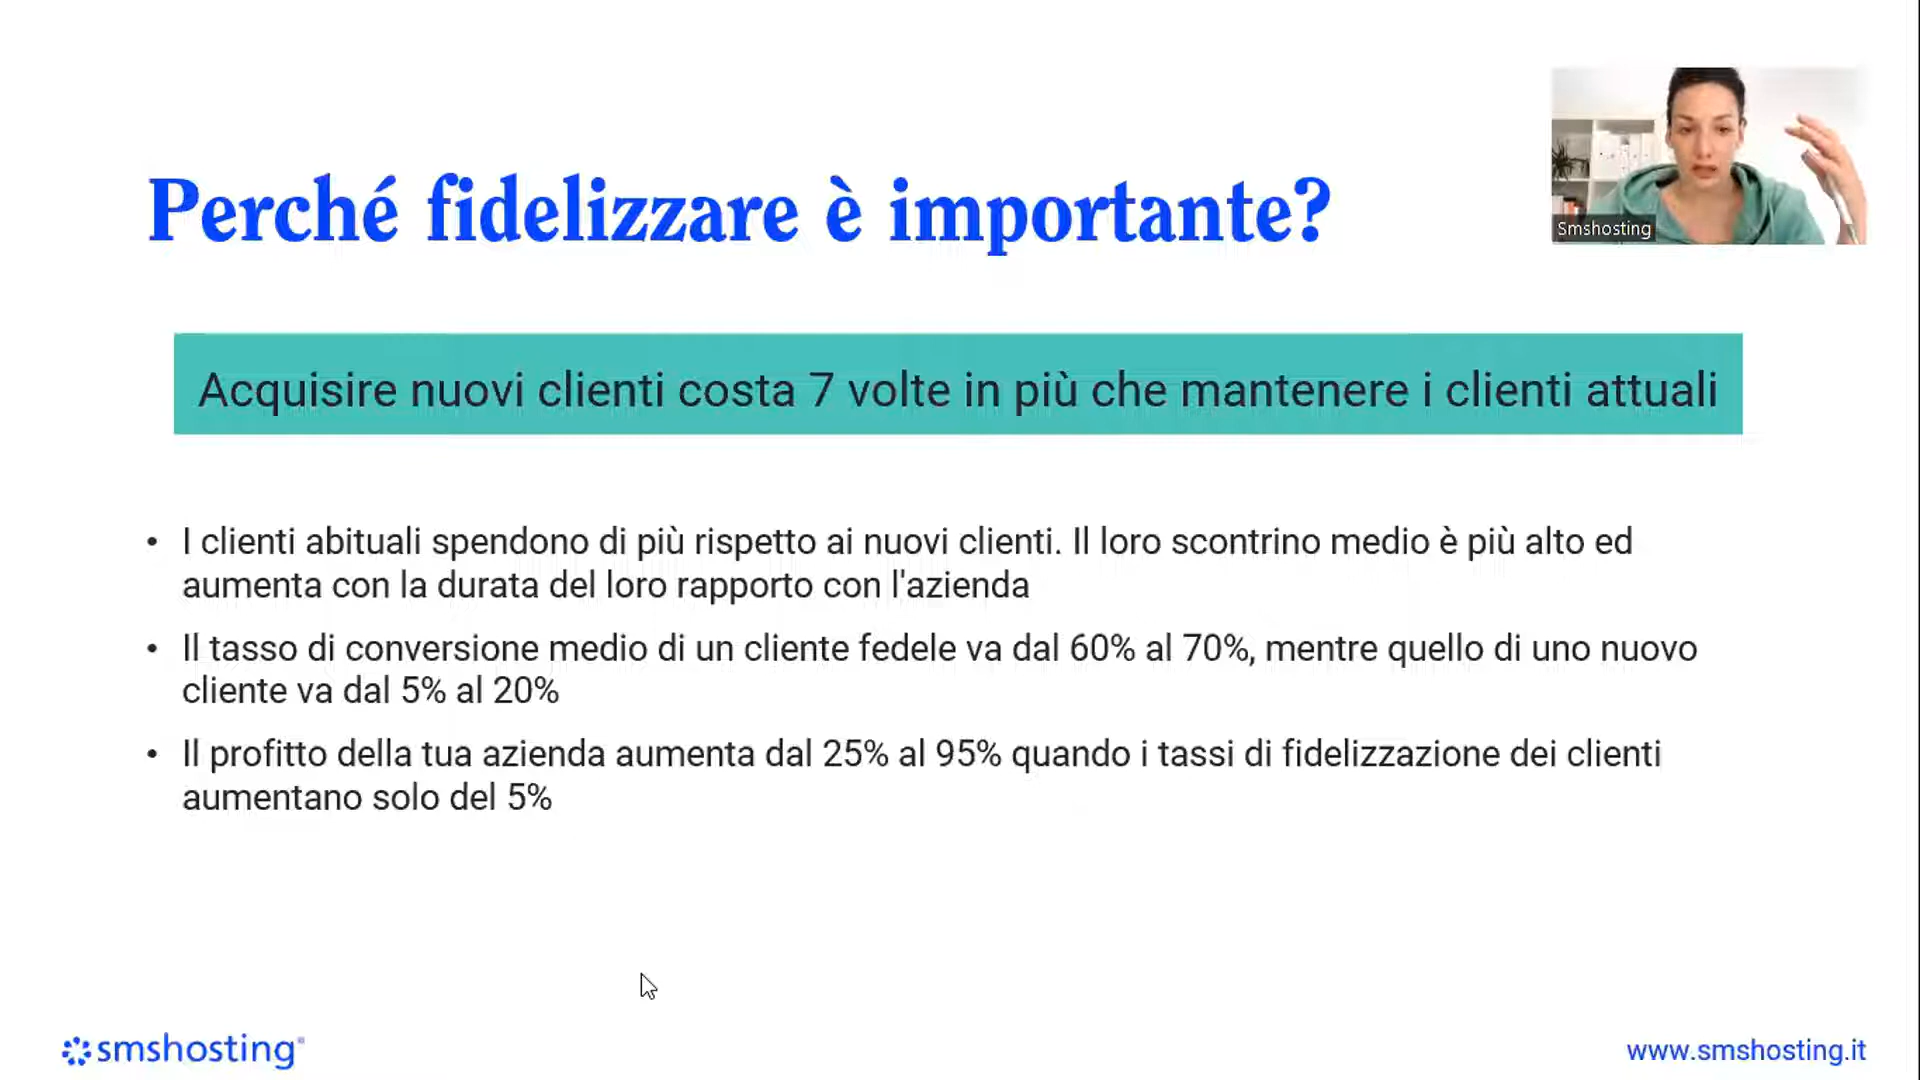 Perché fidelizzare è importante?
Smshosting
Acquisire nuovi clienti costa 7 volte in più che mantenere i clienti attuali
• I clienti abituali spendono di più rispetto ai nuovi clienti. Il loro scontrino medio è più alto ed
aumenta con la durata del loro rapporto con l'azienda
• Il tasso di conversione medio di un cliente fedele va dal 60% al 70%, mentre quello di uno nuovo
cliente va dal 5% al 20%
• Il profitto della tua azienda aumenta dal 25% al 95% quando i tassi di fidelizzazione dei clienti
aumentano solo del 5%
smshosting®
www.smshosting.it